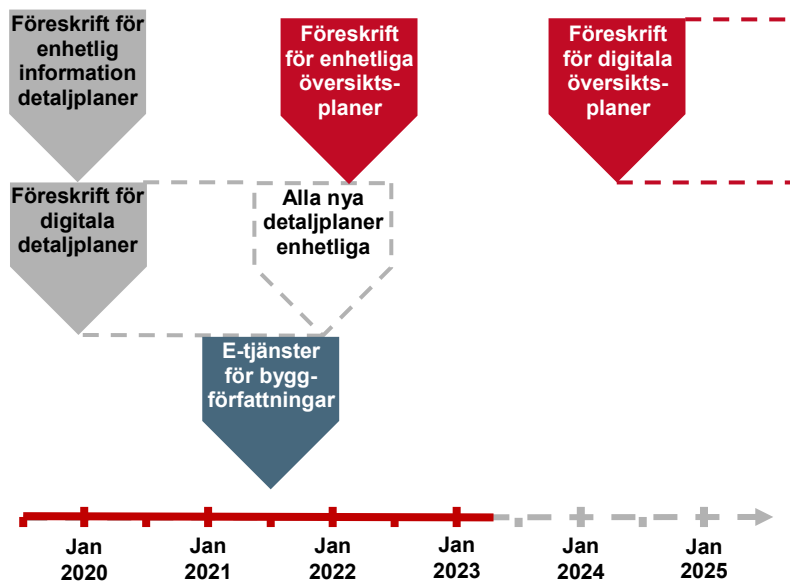 Föreskrift för
enhetlig
information
detaljplaner
Föreskrift
för enhetliga
översikts-
planer
Föreskrift
för digitala
översikts-
planer
Föreskrift för
digitala
detaljplaner
Alla nya
detaljplaner
enhetliga
E-tjänster
för bygg-
författningar
Jan
2020
Jan
2021
Jan
2022
Jan
2023
Jan
2024
Jan
2025